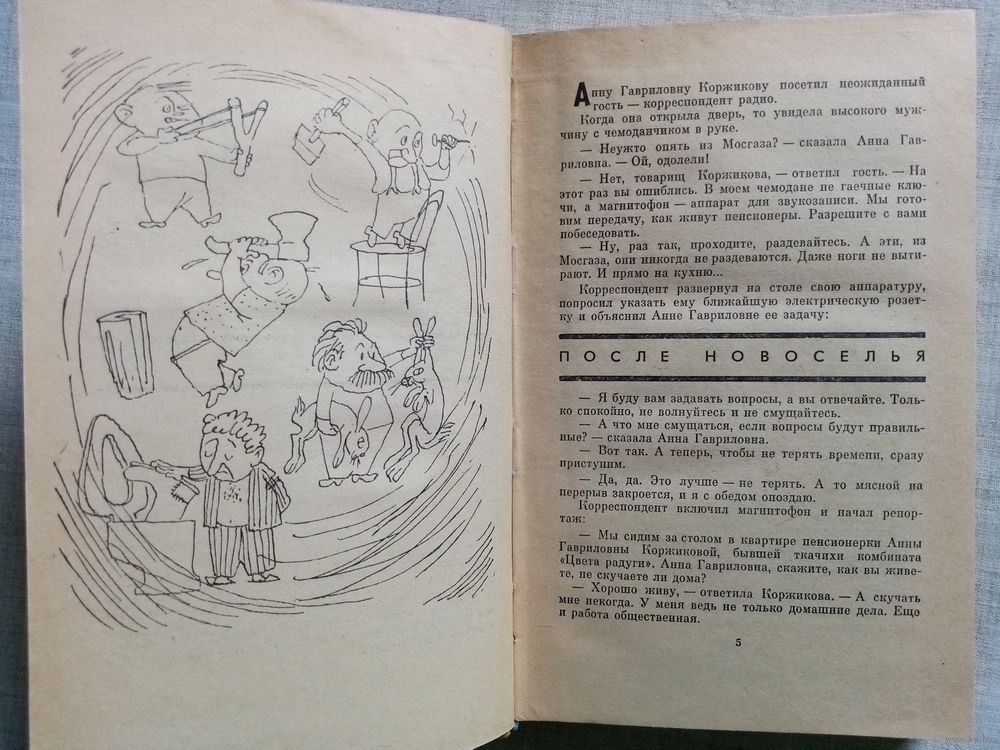 Анну Гавриловну Коржикову посетил неожиданный
гость — корреспондент радио.
Когда она открыла дверь, то увидела высокого муж-
чину с чемоданчиком в руке.
— Неужто опять из Мосгаза? — сказала Анна Гав-
риловна. — Ой, одолели!
— Нет, товарищ Коржикова, — ответил гость. — На
этот раз вы ошиблись. В моем чемодане не гаечные клю-
чи, а магнитофон — аппарат для звукозаписи. Мы гото-
вим передачу, как живут пенсионеры. Разрешите с вами
побеседовать.
— Ну, раз так, проходите, раздевайтесь. А эти, из
Мосгаза, они никогда не раздеваются. Даже ноги не выти-
рают. И прямо на кухню...
Корреспондент развернул на столе свою аппаратуру,
попросил указать ему ближайшую электрическую розет-
ку и объяснил Анне Гавриловне ее задачу:
ПОСЛЕ НОВОСЕЛЬЯ
— Я буду вам задавать вопросы, а вы отвечайте. Толь-
ко спокойно, не волнуйтесь и не смущайтесь.
— А что мне смущаться, если вопросы будут правиль-
ные? — сказала Анна Гавриловна.
— Вот так. А теперь, чтобы не терять времени, сразу
приступим.
— Да, да. Это лучше — не терять. А то мясной на
перерыв закроется, и я с обедом опоздаю.
Корреспондент включил магнитофон и начал репор-
таж:
— Мы сидим за столом в квартире пенсионерки Анны
Гавриловны Коржиковой, бывшей ткачихи комбината
«Цвета радуги». Анна Гавриловна, скажите, как вы живе-
те, не скучаете ли дома?
— Хорошо живу, — ответила Коржикова. — А скучать
мне некогда. У меня ведь не только домашние дела. Еще
и работа общественная.
5